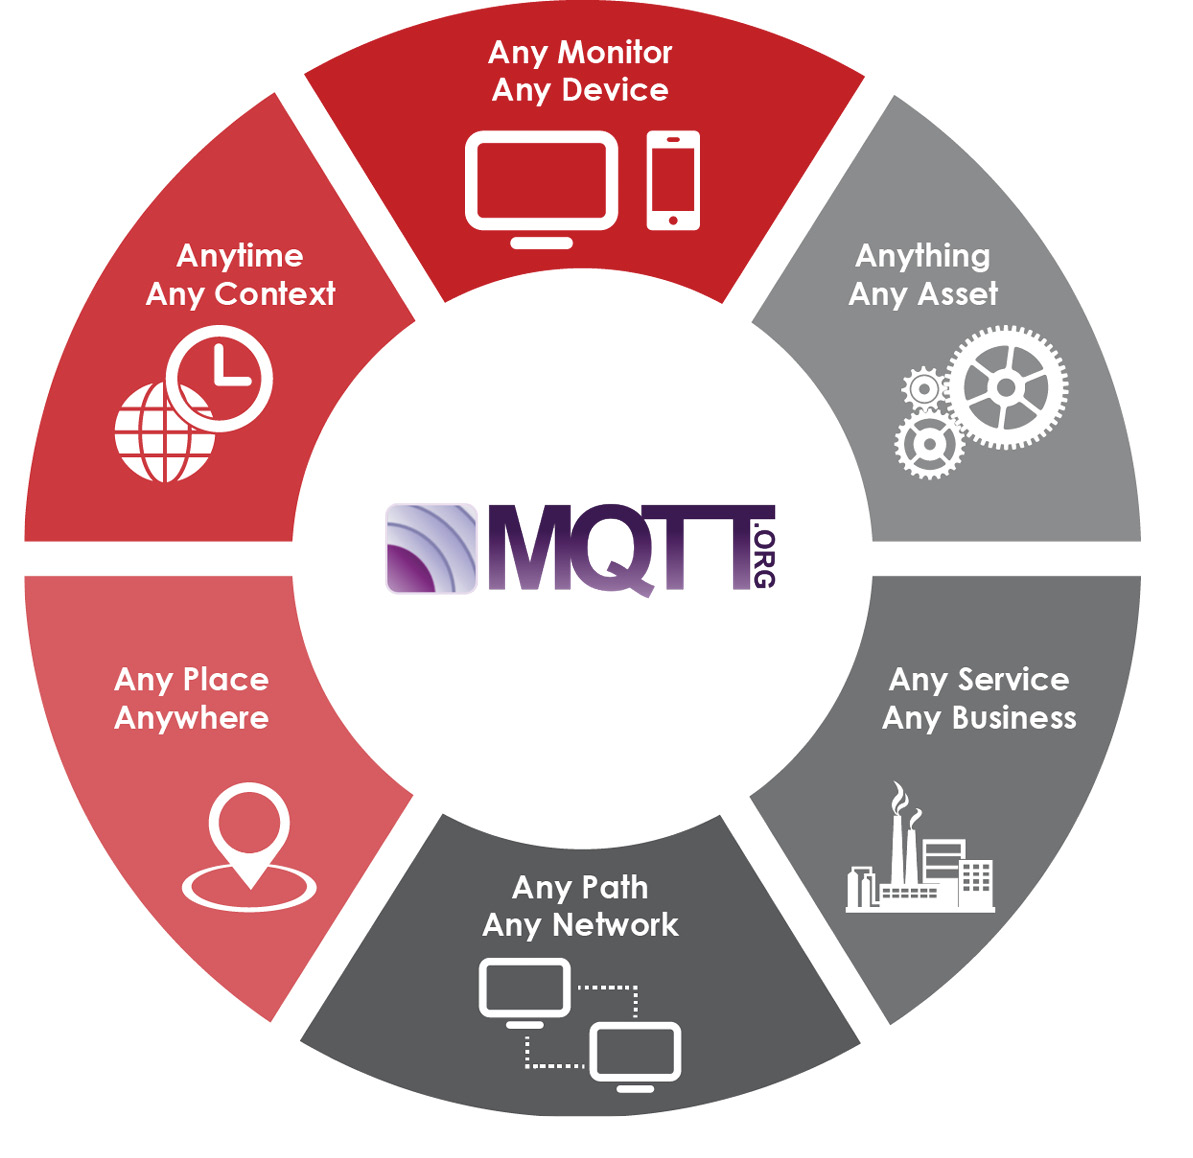 Any Monitor
Any Device
Anything
Any Asset
Any Service
Any Business
Any Path
Any Network
Any Place
Anywhere
Anytime
Any Context
MQTT.ORG